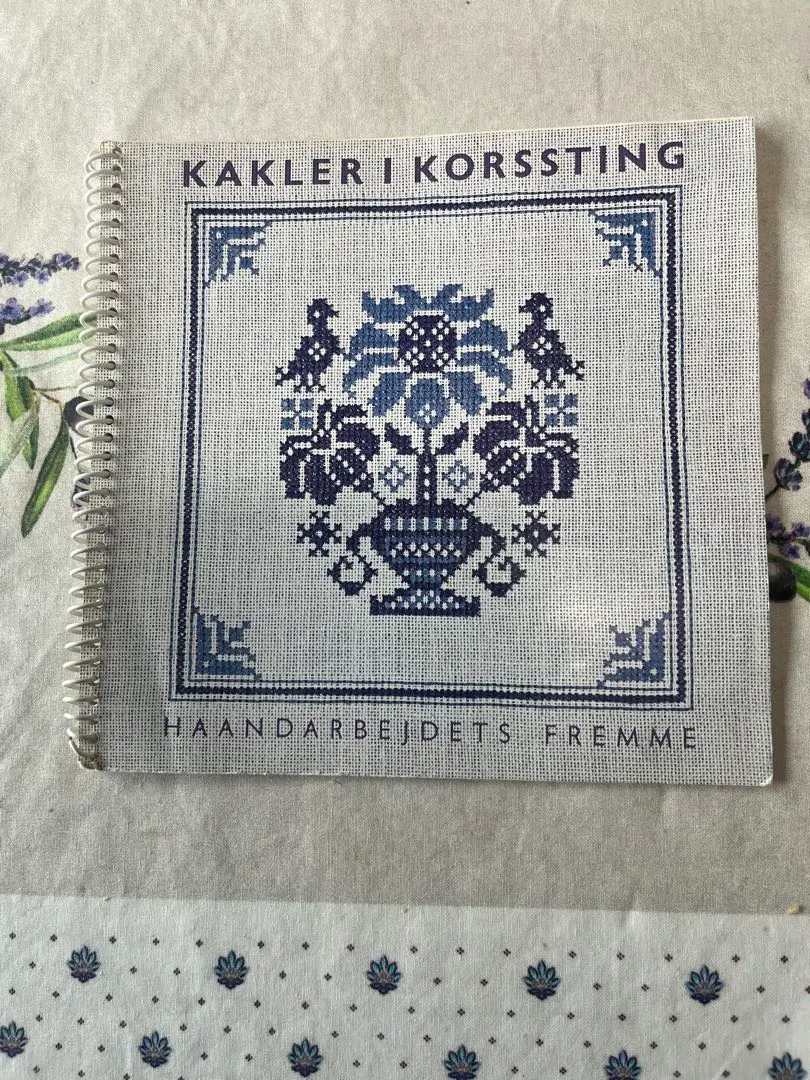 KAKLER I KORSSTING
HAANDARBEJDETS FREMME